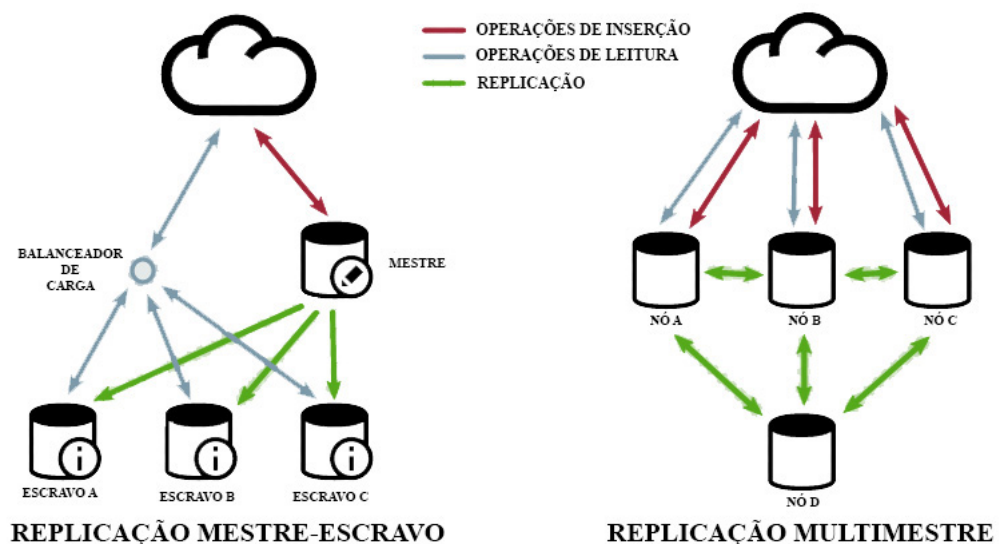 OPERAÇÕES DE INSERÇÃO
OPERAÇÕES DE LEITURA
REPLICAÇÃO
BALANCEADOR
DE
CARGA
MESTRE
ESCRAVO A
ESCRAVO B
ESCRAVO C
REPLICAÇÃO MESTRE-ESCRAVO
NÓ A
NÓ B
NÓ C
NÓ D
REPLICAÇÃO MULTIMESTRE